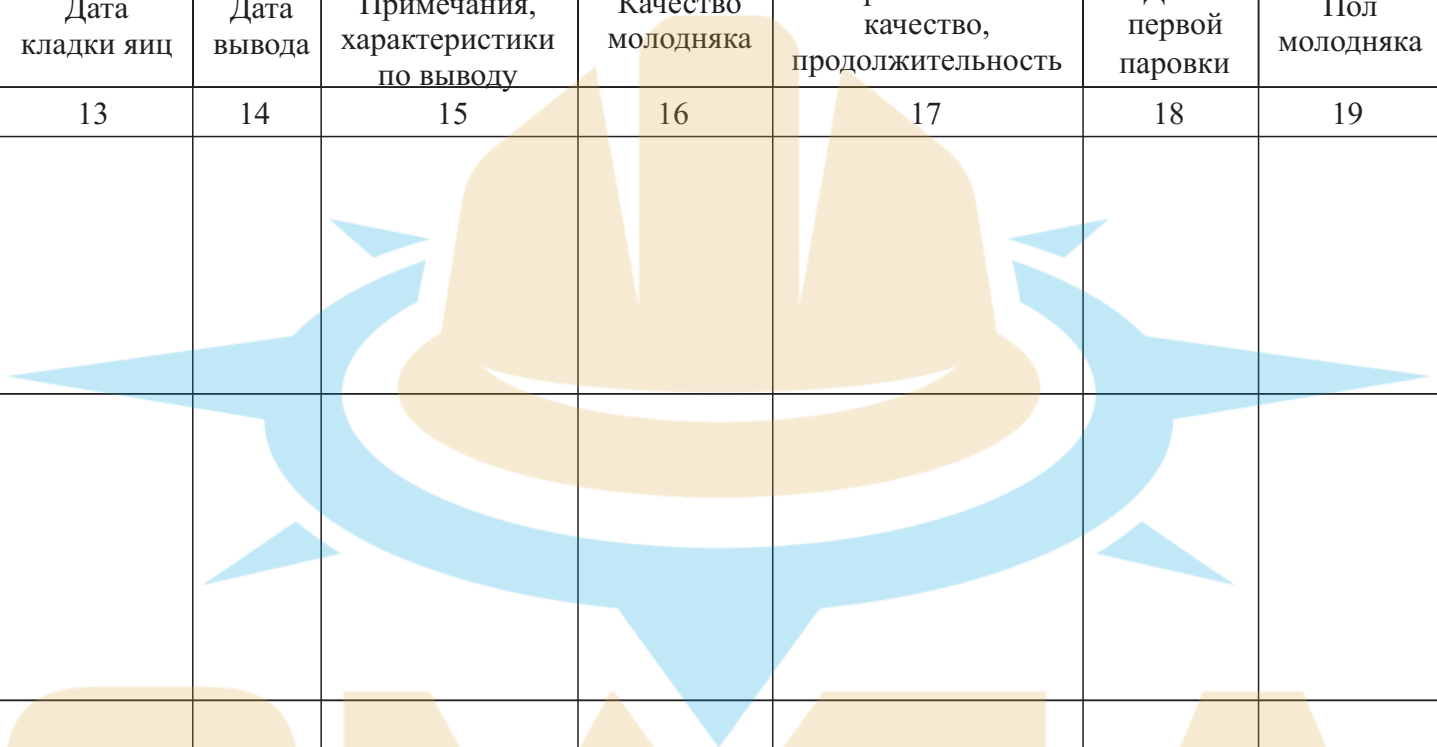 Дата
кладки яиц
Дата
вывода
Примечания,
характеристики
по выводу
Качество
молодняка
качество,
продолжительность
первой
паровки
Пол
молодняка
13 14 15 16 17 18 19